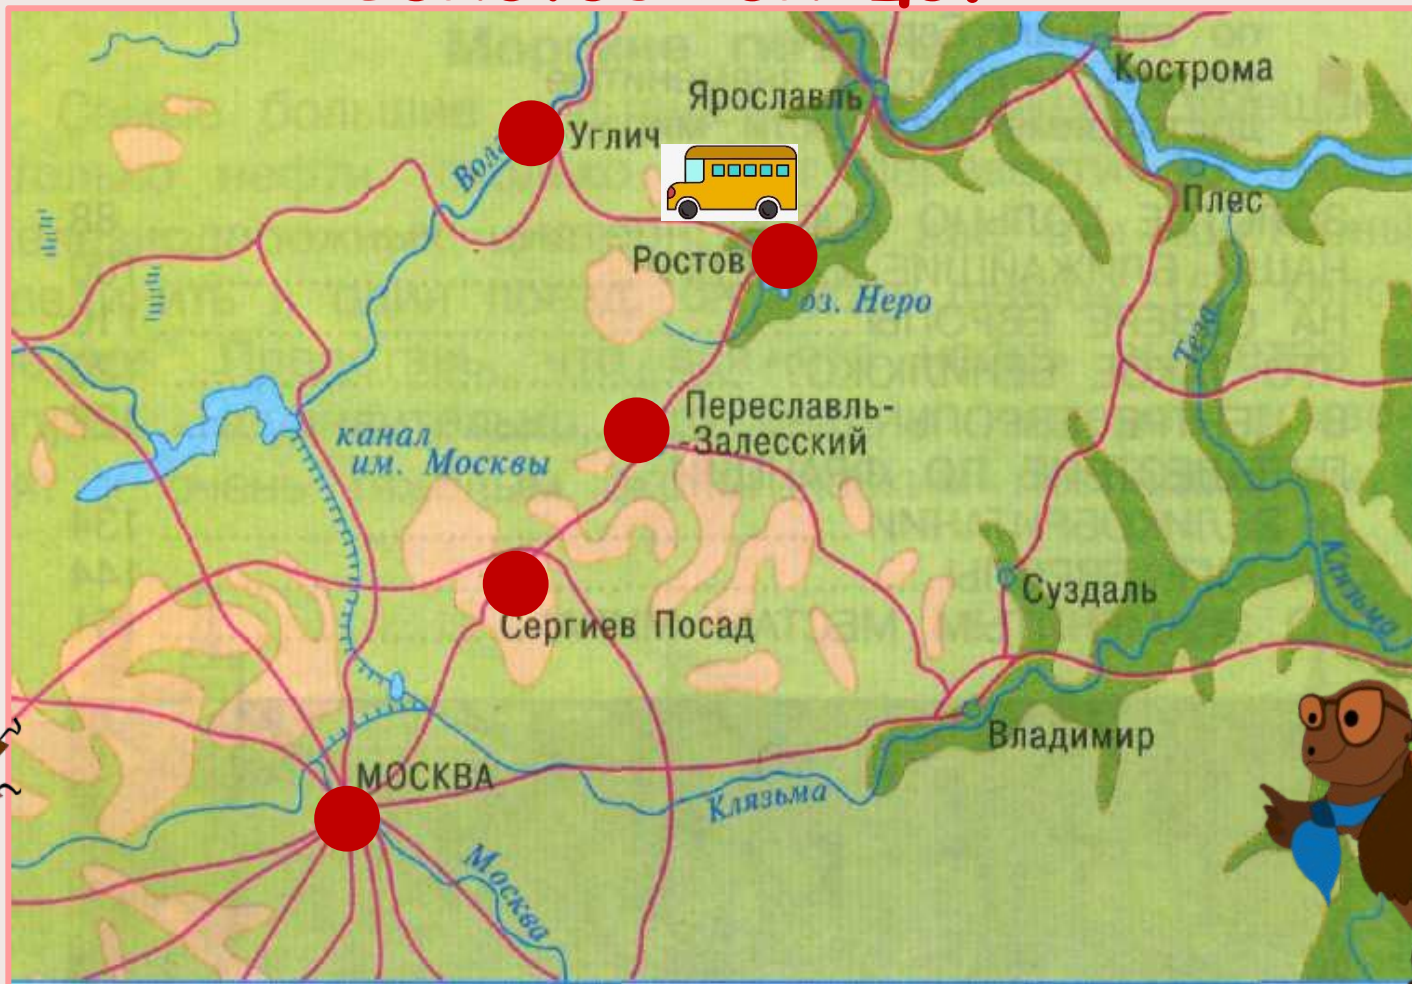 Кострома
Ярославль
Углич
Волга
Плес
Ростов
оз. Неро
Теза
Переславль-
-Залесский
канал
им. Москвы
Суздаль
Клязьма
Сергиев Посад
Владимир
МОСКВА
Клязьма
Москва